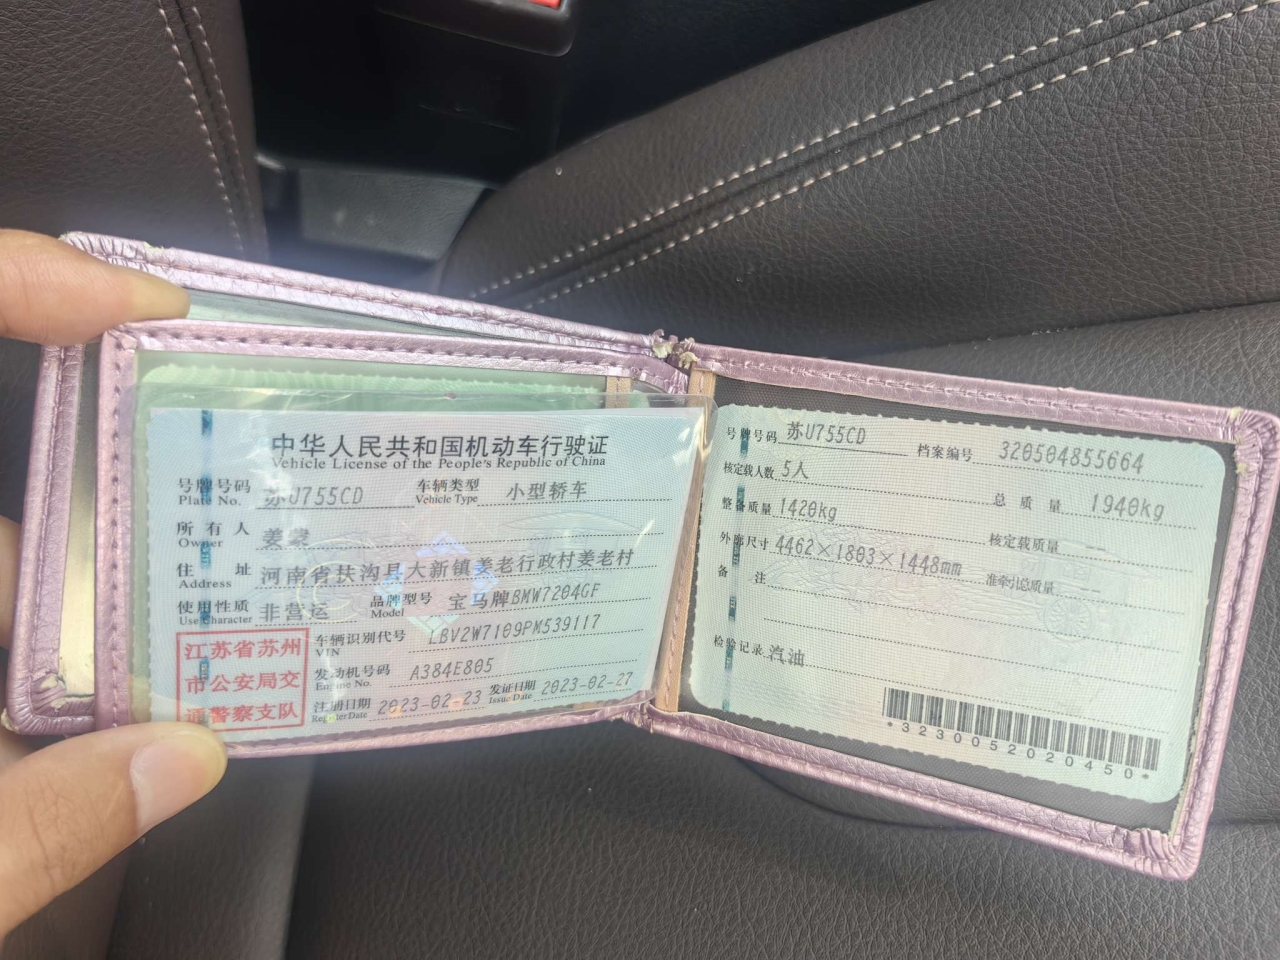 中华人民共和国机动车行驶证
Vehicle License of the People's Republic of China
号牌号码 苏U755CD 车辆类型 小型轿车
Plate No. Vehicle Type
所有人 姜
Owner
住址 河南省扶沟县大新镇姜老行政村姜老村
Address
使用性质 非营运 品牌型号 宝马牌BMW7204GF
Use Character Model
江苏省苏州
市公安局交
通警察支队
车辆识别代号 LBV2W7109PM539117
VIN
发动机号码 A384E805
Engine No.
注册日期 2023-02-23 发证日期 2023-02-27
Register Date Issue Date
号牌号码 苏U755CD 档案编号 320504855664
核定载人数 5人 总质量 1940kg
整备质量 1420kg 核定载质量 --
外廓尺寸 4462×1803×1448mm 准牵引总质量 --
备注
检验记录 汽油
*3230052020450*